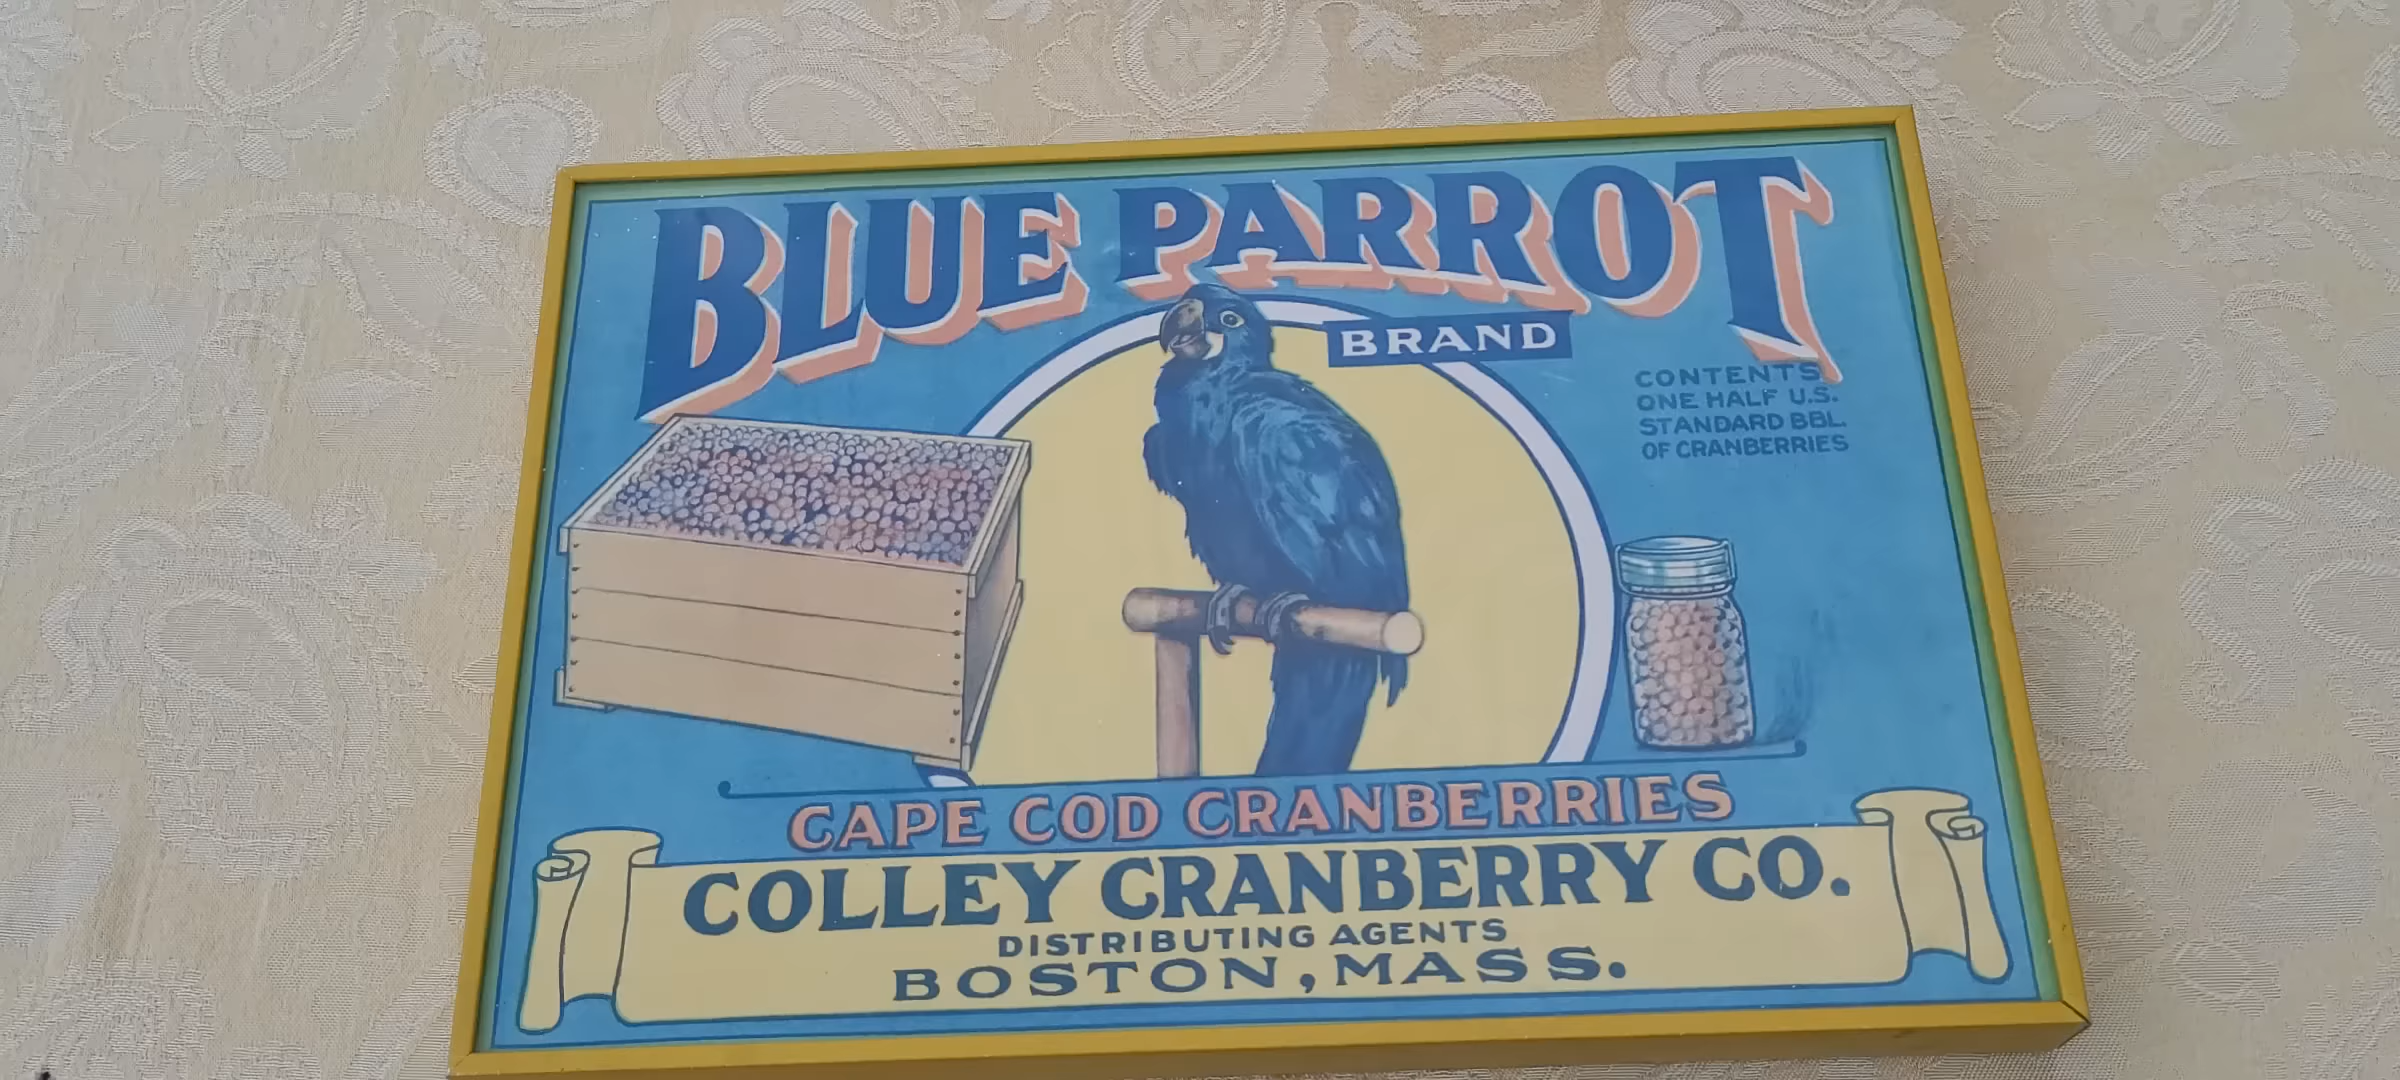 BLUE PARROT
BRAND
CONTENTS
ONE HALF U.S.
STANDARD BBL.
OF CRANBERRIES
CAPE COD CRANBERRIES
COLLEY CRANBERRY CO.
DISTRIBUTING AGENTS
BOSTON, MASS.